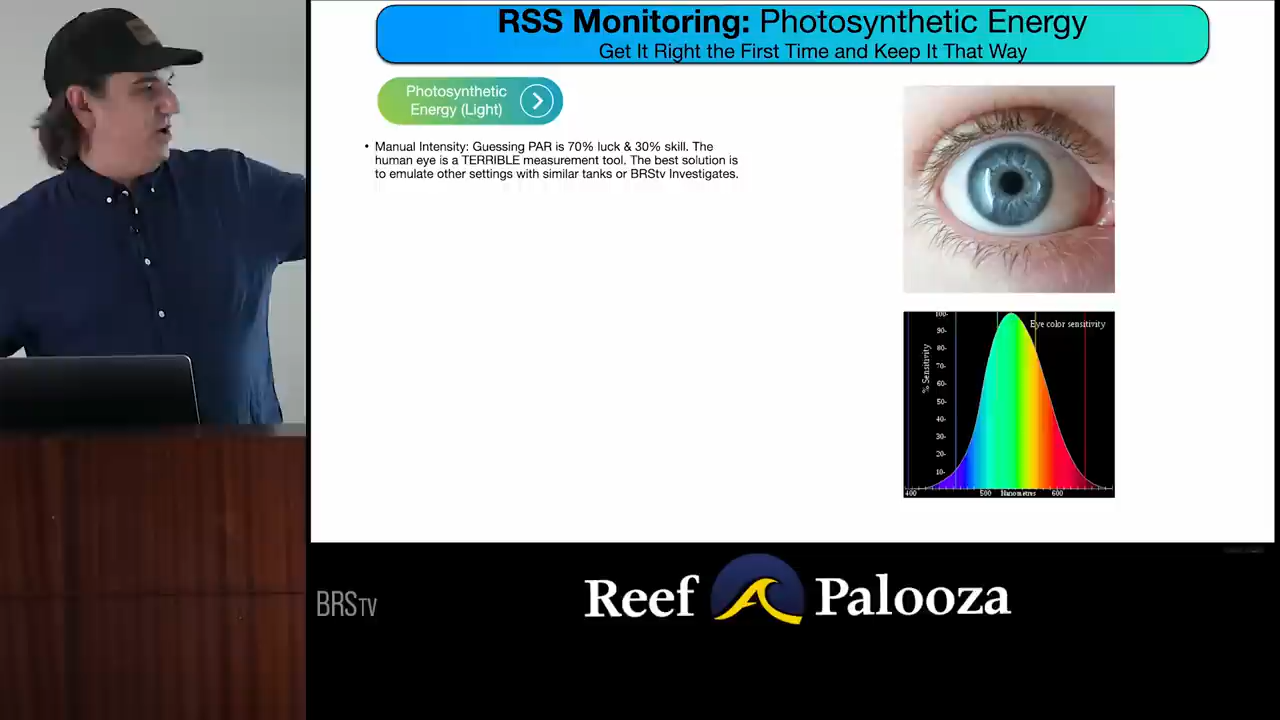 RSS Monitoring: Photosynthetic Energy
Get It Right the First Time and Keep It That Way
Photosynthetic
Energy (Light)
• Manual Intensity: Guessing PAR is 70% luck & 30% skill. The
human eye is a TERRIBLE measurement tool. The best solution is
to emulate other settings with similar tanks or BRStv Investigates.
Eye color sensitivity
% Sensitivity
100-
90-
80-
70-
60-
50-
40-
30-
20-
10-
400 500 Nanometres 600
BRSTV
Reef Palooza